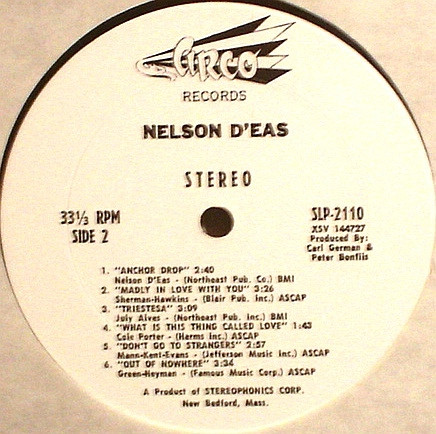 CIRCO
RECORDS
NELSON D'EAS
STEREO
33⅓ RPM
SIDE 2
SLP-2110
XSV 144727
Produced By:
Carl German &
Peter Bonfils
1. "ANCHOR DROP" 2:40
Nelson D'Eas - (Northeast Pub. Co.) BMI
2. "MADLY IN LOVE WITH YOU" 3:26
Sherman-Hawkins - (Blair Pub. Inc.) ASCAP
3. "TRIESTESA" 3:09
July Alves - (Northeast Pub. Inc.) BMI
4. "WHAT IS THIS THING CALLED LOVE" 1:43
Cole Porter - (Harms Inc.) ASCAP
5. "DON'T GO TO STRANGERS" 2:57
Mann-Kent-Evans - (Jefferson Music Inc.) ASCAP
6. "OUT OF NOWHERE" 3:34
Green-Heyman - (Famous Music Corp.) ASCAP
A Product of STEREOPHONICS CORP.
New Bedford, Mass.